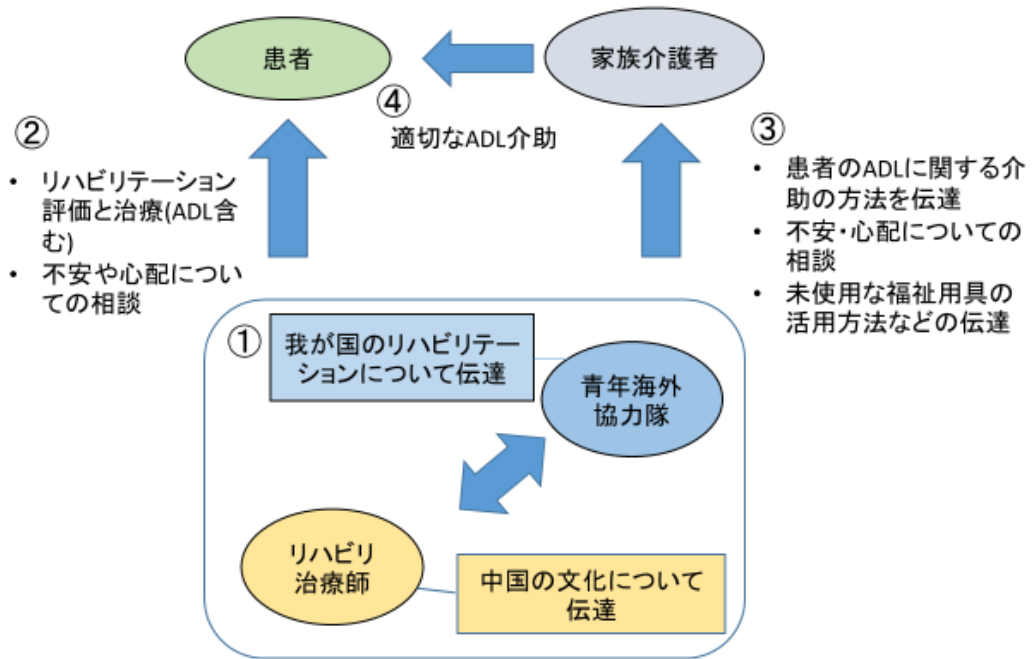 患者
家族介護者
④
適切なADL介助
②
• リハビリテーション
評価と治療(ADL含
む)
• 不安や心配につい
ての相談
③
• 患者のADLに関する介
助の方法を伝達
• 不安・心配についての
相談
• 未使用な福祉用具の
活用方法などの伝達
①
我が国のリハビリテー
ションについて伝達
青年海外
協力隊
リハビリ
治療師
中国の文化について
伝達